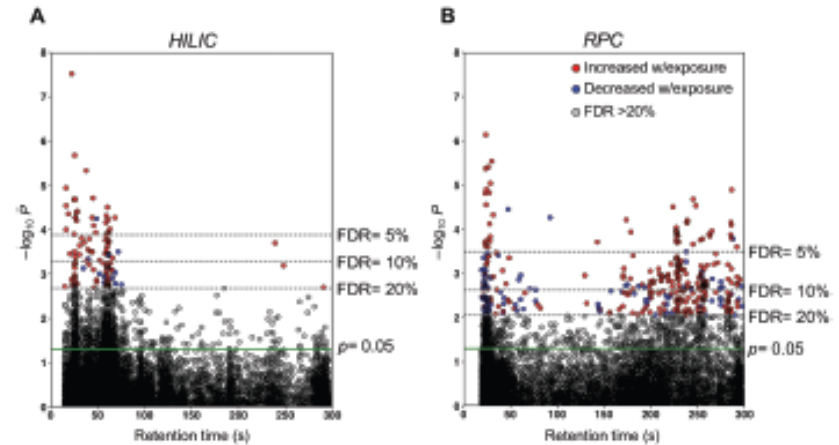 A
HILIC
8
7
6
5
4
3
2
1
0
−log10 P
0 50 100 150 200 250 300
Retention time (s)
FDR= 5%
FDR= 10%
FDR= 20%
p= 0.05
B
RPC
Increased w/exposure
Decreased w/exposure
FDR >20%
8
7
6
5
4
3
2
1
0
−log10 P
0 50 100 150 200 250 300
Retention time (s)
FDR= 5%
FDR= 10%
FDR= 20%
p= 0.05